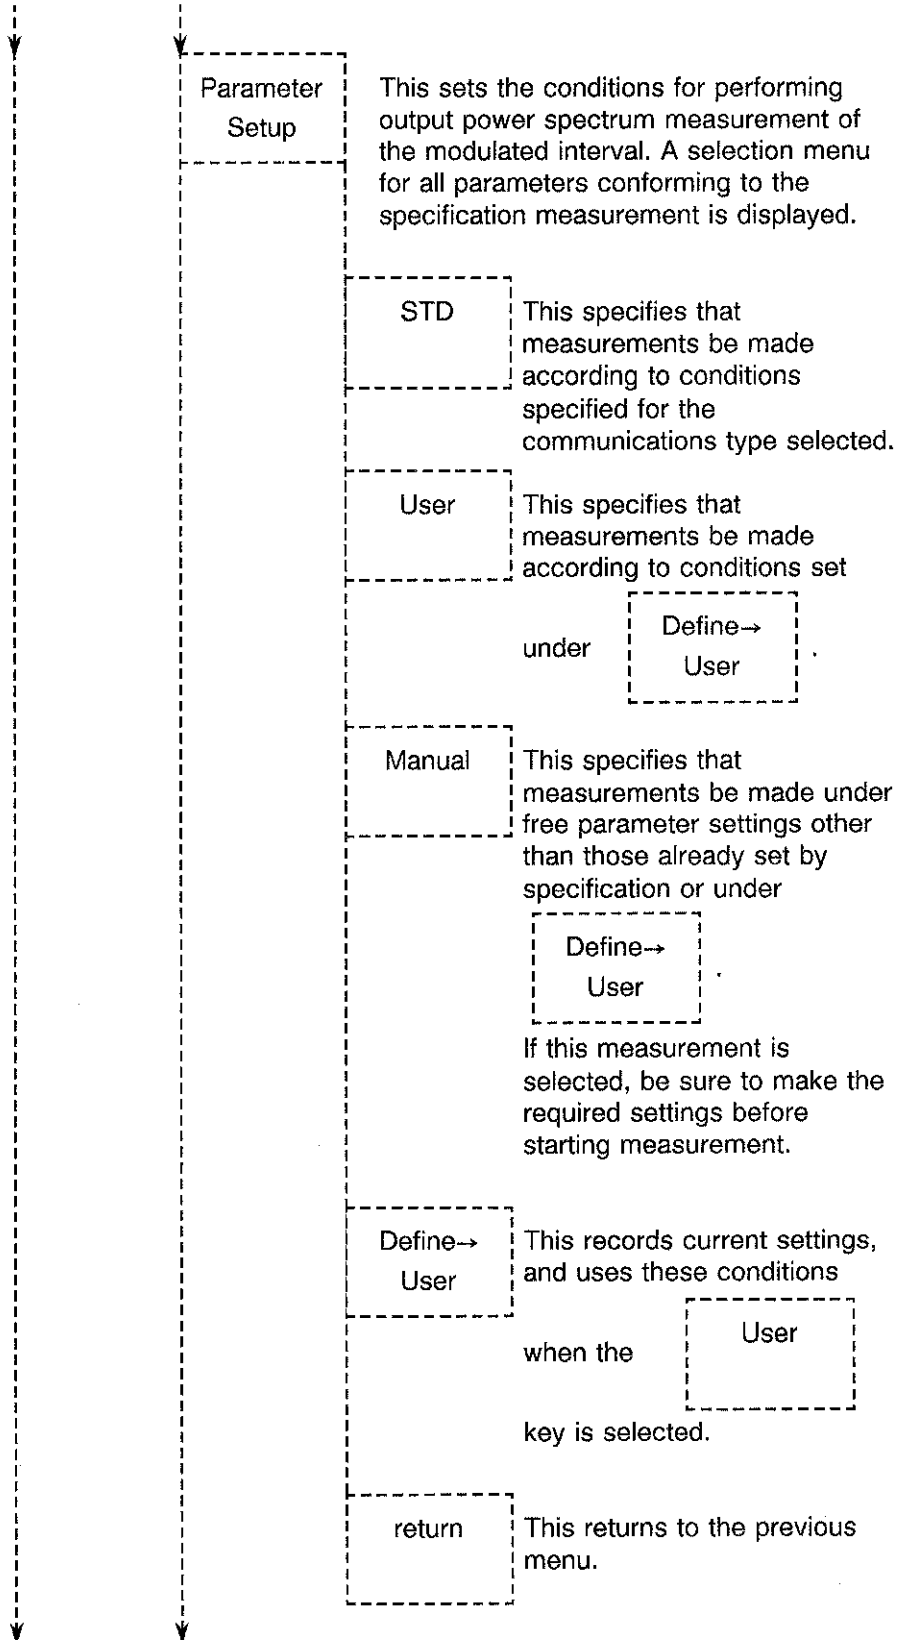 Parameter
Setup
This sets the conditions for performing
output power spectrum measurement of
the modulated interval. A selection menu
for all parameters conforming to the
specification measurement is displayed.
STD
This specifies that
measurements be made
according to conditions
specified for the
communications type selected.
User
This specifies that
measurements be made
according to conditions set
under Define→
User .
Manual
This specifies that
measurements be made under
free parameter settings other
than those already set by
specification or under
Define→
User .
If this measurement is
selected, be sure to make the
required settings before
starting measurement.
Define→
User
This records current settings,
and uses these conditions
when the User
key is selected.
return
This returns to the previous
menu.